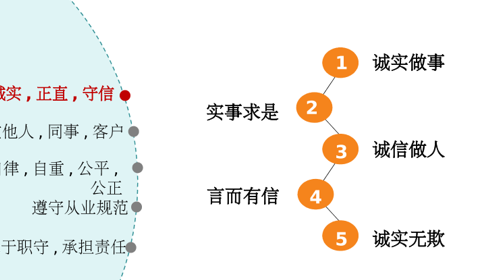 诚实，正直，守信
他人，同事，客户
自律，自重，公平，
公正
遵守从业规范
于职守，承担责任
1
诚实做事
实事求是
2
3
诚信做人
言而有信
4
5
诚实无欺